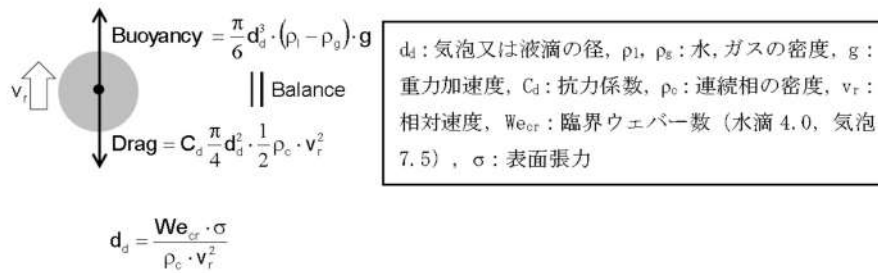 Buoyancy = π/6 d_d^3 · (ρ_l − ρ_g) · g
v_r
|| Balance
Drag = C_d π/4 d_d^2 · 1/2 ρ_c · v_r^2
d_d = We_cr · σ / ρ_c · v_r^2
d_d：気泡又は液滴の径，ρ_l，ρ_g：水，ガスの密度，g：
重力加速度，C_d：抗力係数，ρ_c：連続相の密度，v_r：
相対速度，We_cr：臨界ウェバー数（水滴 4.0，気泡
7.5），σ：表面張力